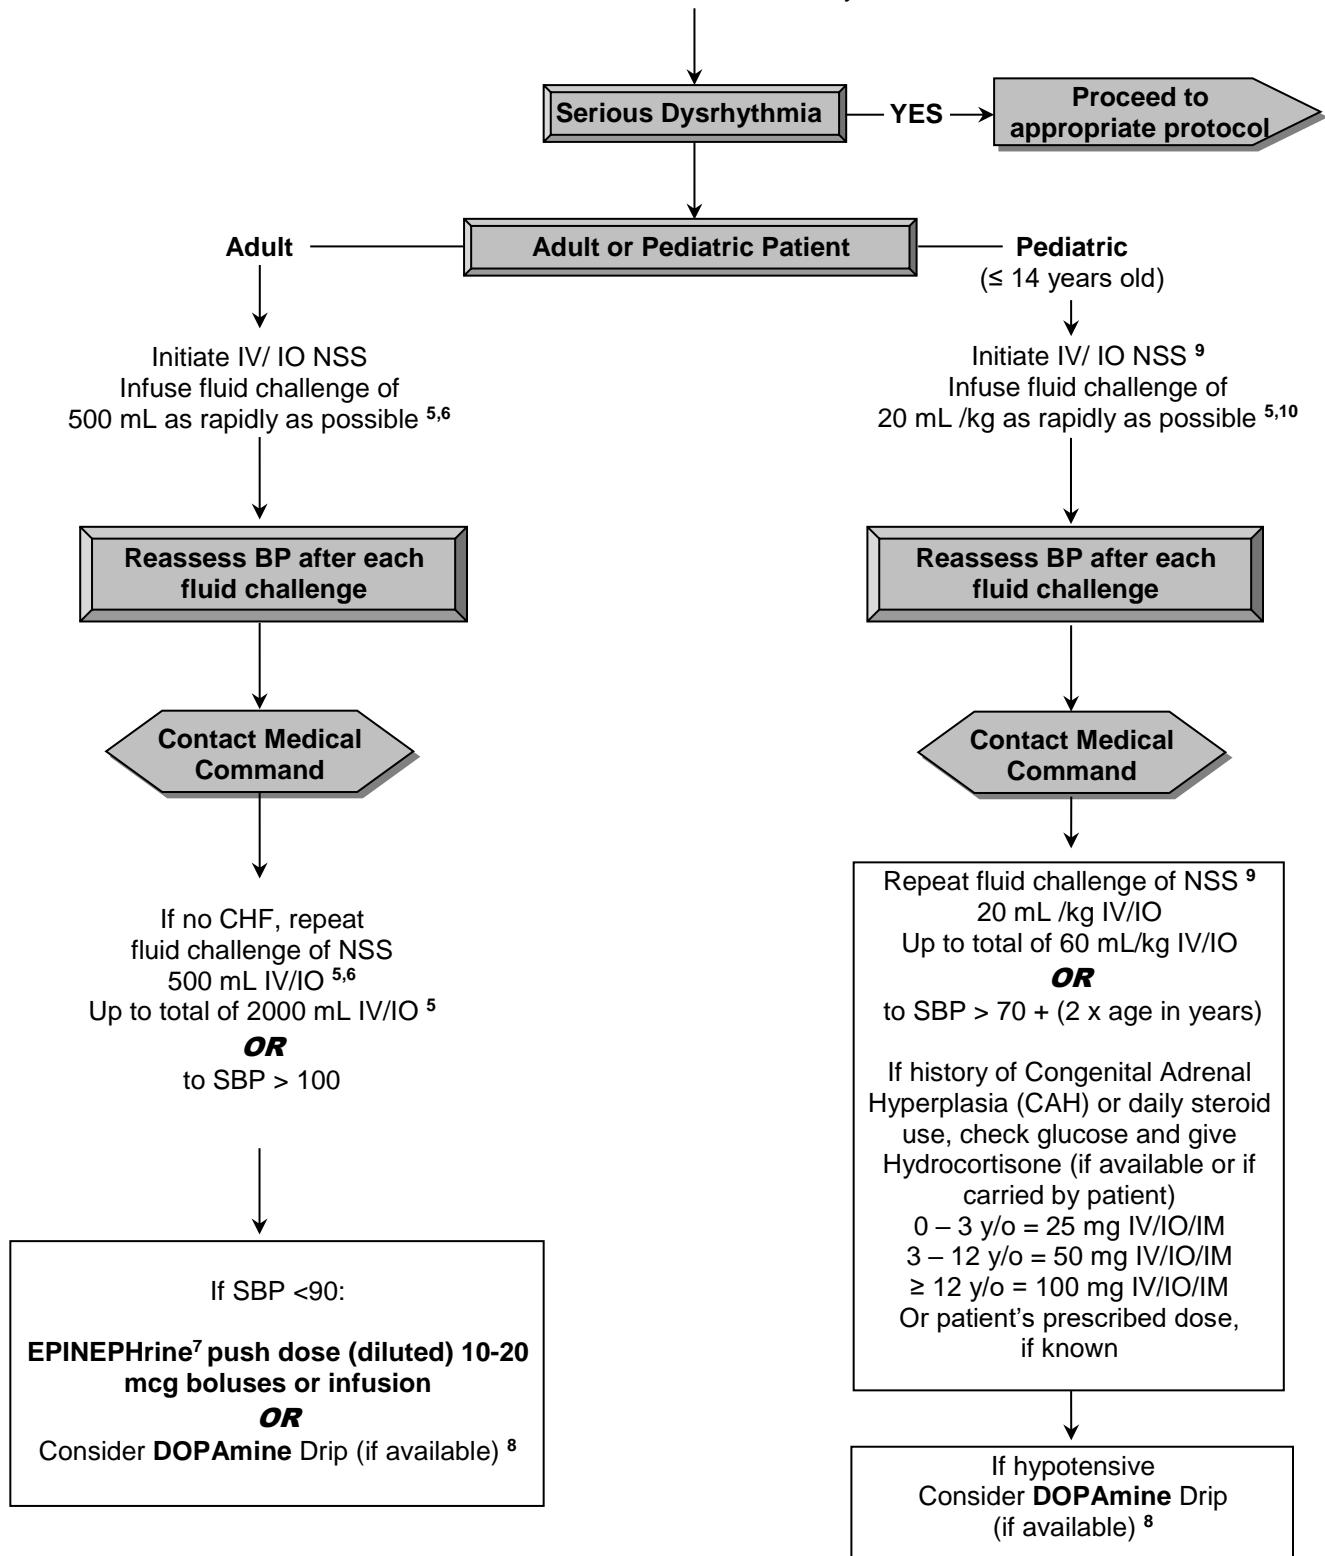 Serious Dysrhythmia
YES
Proceed to
appropriate protocol
Adult
Adult or Pediatric Patient
Pediatric
(≤ 14 years old)
Initiate IV/ IO NSS
Infuse fluid challenge of
500 mL as rapidly as possible 5,6
Reassess BP after each
fluid challenge
Contact Medical
Command
If no CHF, repeat
fluid challenge of NSS
500 mL IV/IO 5,6
Up to total of 2000 mL IV/IO 5
OR
to SBP > 100
If SBP <90:
EPINEPHrine7 push dose (diluted) 10-20
mcg boluses or infusion
OR
Consider DOPAmine Drip (if available) 8
Initiate IV/ IO NSS 9
Infuse fluid challenge of
20 mL /kg as rapidly as possible 5,10
Reassess BP after each
fluid challenge
Contact Medical
Command
Repeat fluid challenge of NSS 9
20 mL /kg IV/IO
Up to total of 60 mL/kg IV/IO
OR
to SBP > 70 + (2 x age in years)
If history of Congenital Adrenal
Hyperplasia (CAH) or daily steroid
use, check glucose and give
Hydrocortisone (if available or if
carried by patient)
0 – 3 y/o = 25 mg IV/IO/IM
3 – 12 y/o = 50 mg IV/IO/IM
≥ 12 y/o = 100 mg IV/IO/IM
Or patient's prescribed dose,
if known
If hypotensive
Consider DOPAmine Drip
(if available) 8